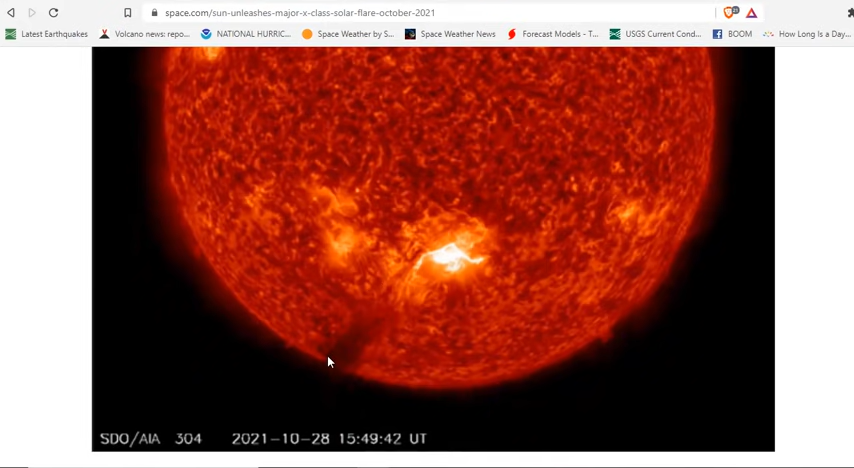 space.com/sun-unleashes-major-x-class-solar-flare-october-2021
Latest Earthquakes Volcano news: repo... NATIONAL HURRIC... Space Weather by S... Space Weather News Forecast Models - T... USGS Current Cond... BOOM How Long Is a Day...
SDO/AIA 304 2021-10-28 15:49:42 UT